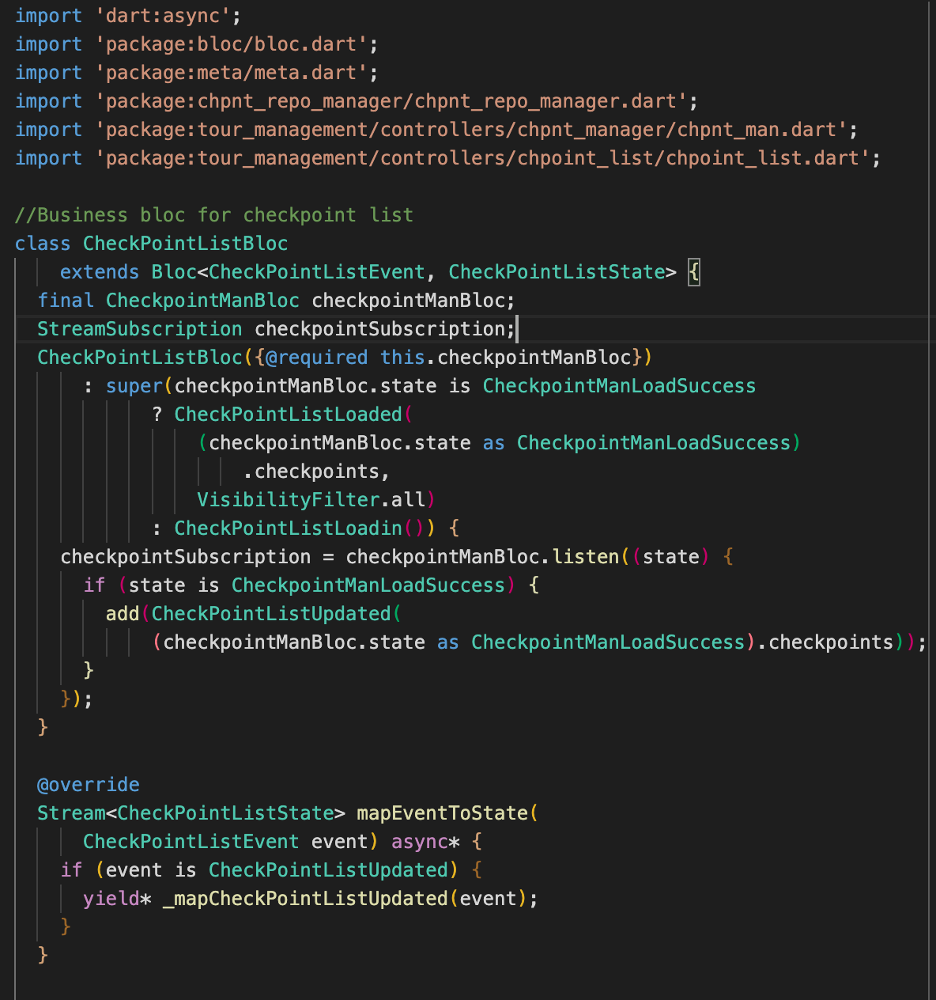 import 'dart:async';
import 'package:bloc/bloc.dart';
import 'package:meta/meta.dart';
import 'package:chpnt_repo_manager/chpnt_repo_manager.dart';
import 'package:tour_management/controllers/chpnt_manager/chpnt_man.dart';
import 'package:tour_management/controllers/chpoint_list/chpoint_list.dart';

//Business bloc for checkpoint list
class CheckPointListBloc
    extends Bloc<CheckPointListEvent, CheckPointListState> {
  final CheckpointManBloc checkpointManBloc;
  StreamSubscription checkpointSubscription;
  CheckPointListBloc({@required this.checkpointManBloc})
      : super(checkpointManBloc.state is CheckpointManLoadSuccess
            ? CheckPointListLoaded(
                (checkpointManBloc.state as CheckpointManLoadSuccess)
                    .checkpoints,
                VisibilityFilter.all)
            : CheckPointListLoadin()) {
    checkpointSubscription = checkpointManBloc.listen((state) {
      if (state is CheckpointManLoadSuccess) {
        add(CheckPointListUpdated(
            (checkpointManBloc.state as CheckpointManLoadSuccess).checkpoints));
      }
    });
  }

  @override
  Stream<CheckPointListState> mapEventToState(
      CheckPointListEvent event) async* {
    if (event is CheckPointListUpdated) {
      yield* _mapCheckPointListUpdated(event);
    }
  }